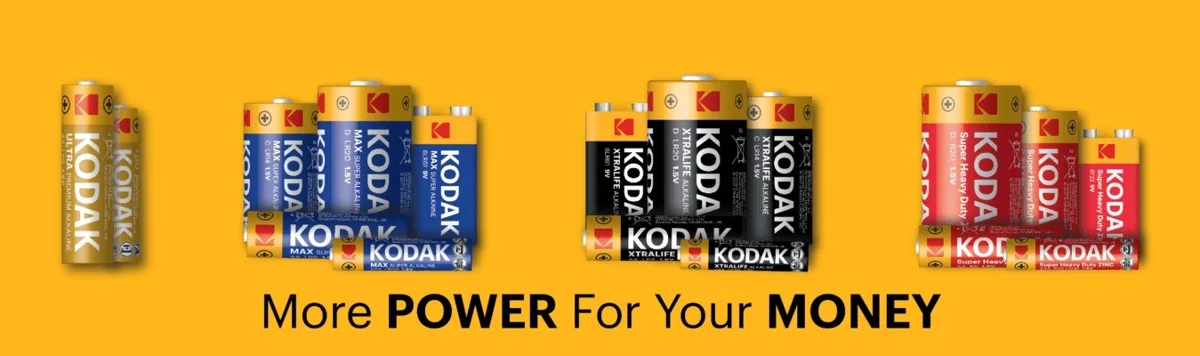 KODAK
ULTRA PREMIUM ALKALINE
KODAK
KODAK
MAX SUPER ALKALINE
C LR14 1.5V
KODAK
MAX SUPER ALKALINE
D LR20 1.5V
KODAK
MAX SUPER ALKALINE
6LR61 9V
KODAK
MAX
KODAK
MAX SUPER ALKALINE
KODAK
XTRALIFE
6LR61 9V
KODAK
XTRALIFE ALKALINE
D LR20 1.5V
KODAK
XTRALIFE ALKALINE
C LR14 1.5V
KODAK
XTRALIFE
KODAK
XTRALIFE ALKALINE
KODAK
Super Heavy Duty
D R20 1.5V
KODAK
Super Heavy Duty
KODAK
Super Heavy Duty
9V
KODAK
Super Heavy
KODAK
Super Heavy Duty ZINC
More POWER For Your MONEY